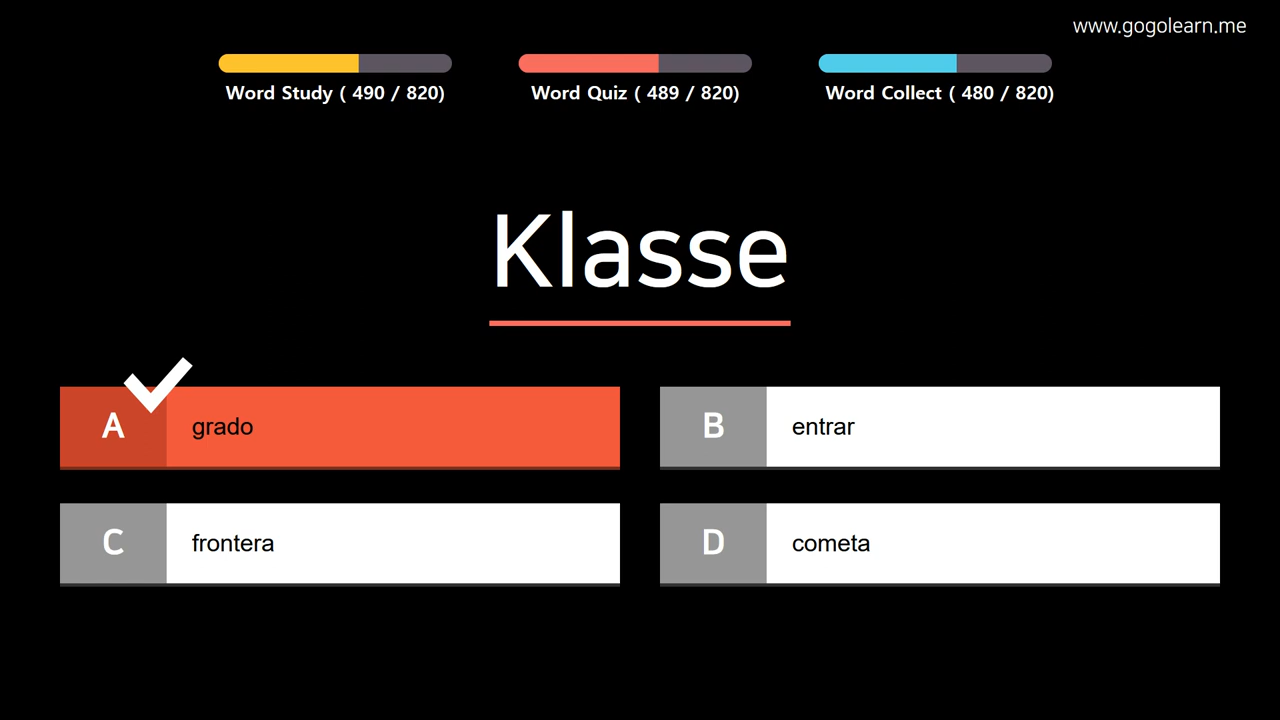 www.gogolearn.me
Word Study ( 490 / 820)
Word Quiz ( 489 / 820)
Word Collect ( 480 / 820)
Klasse
A grado
B entrar
C frontera
D cometa